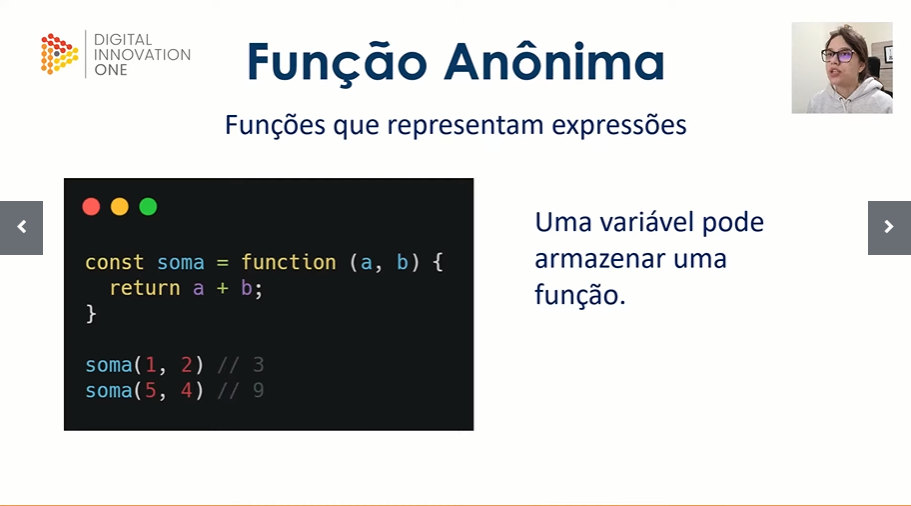 DIGITAL
INNOVATION
ONE
Função Anônima
Funções que representam expressões
const soma = function (a, b) {
  return a + b;
}
soma(1, 2) // 3
soma(5, 4) // 9
Uma variável pode
armazenar uma
função.